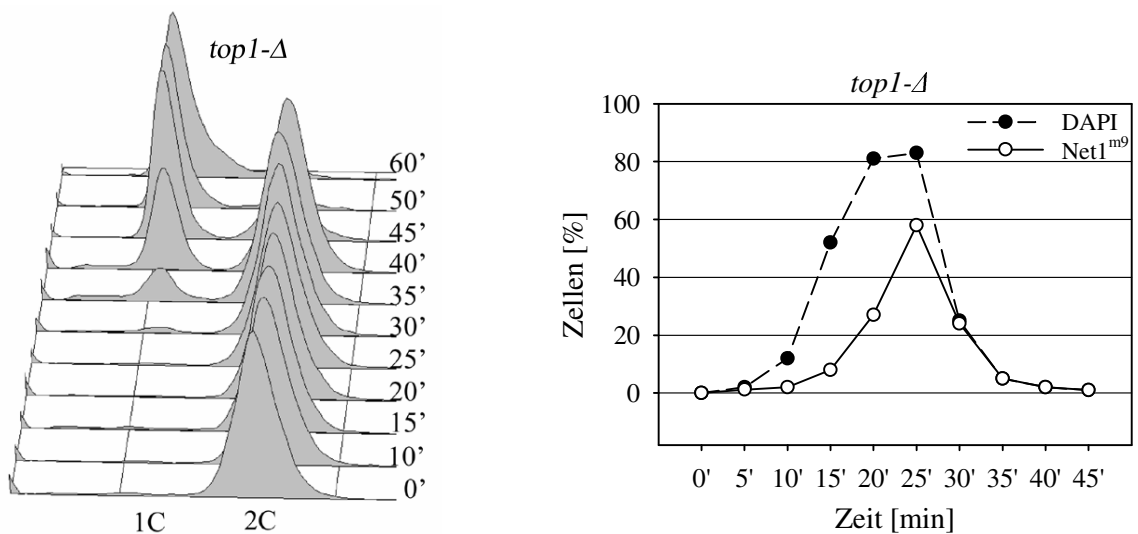 top1-Δ
60'
50'
45'
40'
35'
30'
25'
20'
15'
10'
0'
1C 2C
top1-Δ
100
80
60
40
20
0
Zellen [%]
DAPI
Net1m9
0' 5' 10' 15' 20' 25' 30' 35' 40' 45'
Zeit [min]